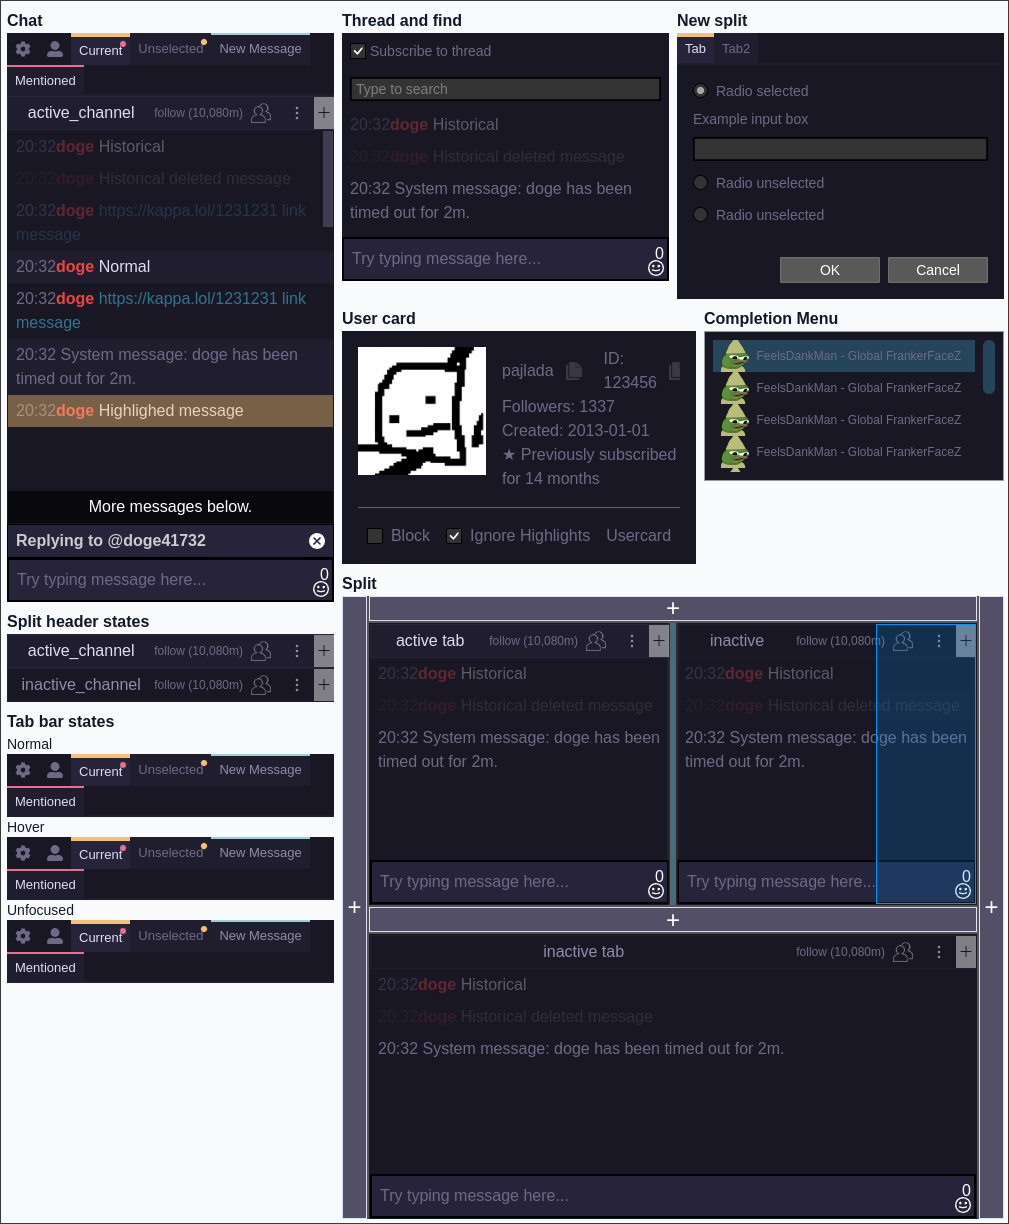 Chat
Current
Unselected
New Message
Mentioned
active_channel
follow (10,080m)
+
20:32doge Historical
20:32doge Historical deleted message
20:32doge https://kappa.lol/1231231 link
message
20:32doge Normal
20:32doge https://kappa.lol/1231231 link
message
20:32 System message: doge has been
timed out for 2m.
20:32doge Highlighed message
More messages below.
Replying to @doge41732
Try typing message here...
0
Split header states
active_channel
follow (10,080m)
+
inactive_channel
follow (10,080m)
+
Tab bar states
Normal
Current
Unselected
New Message
Mentioned
Hover
Current
Unselected
New Message
Mentioned
Unfocused
Current
Unselected
New Message
Mentioned
Thread and find
Subscribe to thread
Type to search
20:32doge Historical
20:32doge Historical deleted message
20:32 System message: doge has been
timed out for 2m.
Try typing message here...
0
New split
Tab
Tab2
Radio selected
Example input box
Radio unselected
Radio unselected
OK
Cancel
User card
pajlada
ID:
123456
Followers: 1337
Created: 2013-01-01
★ Previously subscribed
for 14 months
Block
Ignore Highlights
Usercard
Completion Menu
FeelsDankMan - Global FrankerFaceZ
FeelsDankMan - Global FrankerFaceZ
FeelsDankMan - Global FrankerFaceZ
FeelsDankMan - Global FrankerFaceZ
Split
+
active tab
follow (10,080m)
+
20:32doge Historical
20:32doge Historical deleted message
20:32 System message: doge has been
timed out for 2m.
Try typing message here...
0
inactive
follow (10,080m)
+
20:32doge Historical
20:32doge Historical deleted message
20:32 System message: doge has been
timed out for 2m.
Try typing message here...
0
+
+
+
inactive tab
follow (10,080m)
+
20:32doge Historical
20:32doge Historical deleted message
20:32 System message: doge has been timed out for 2m.
Try typing message here...
0